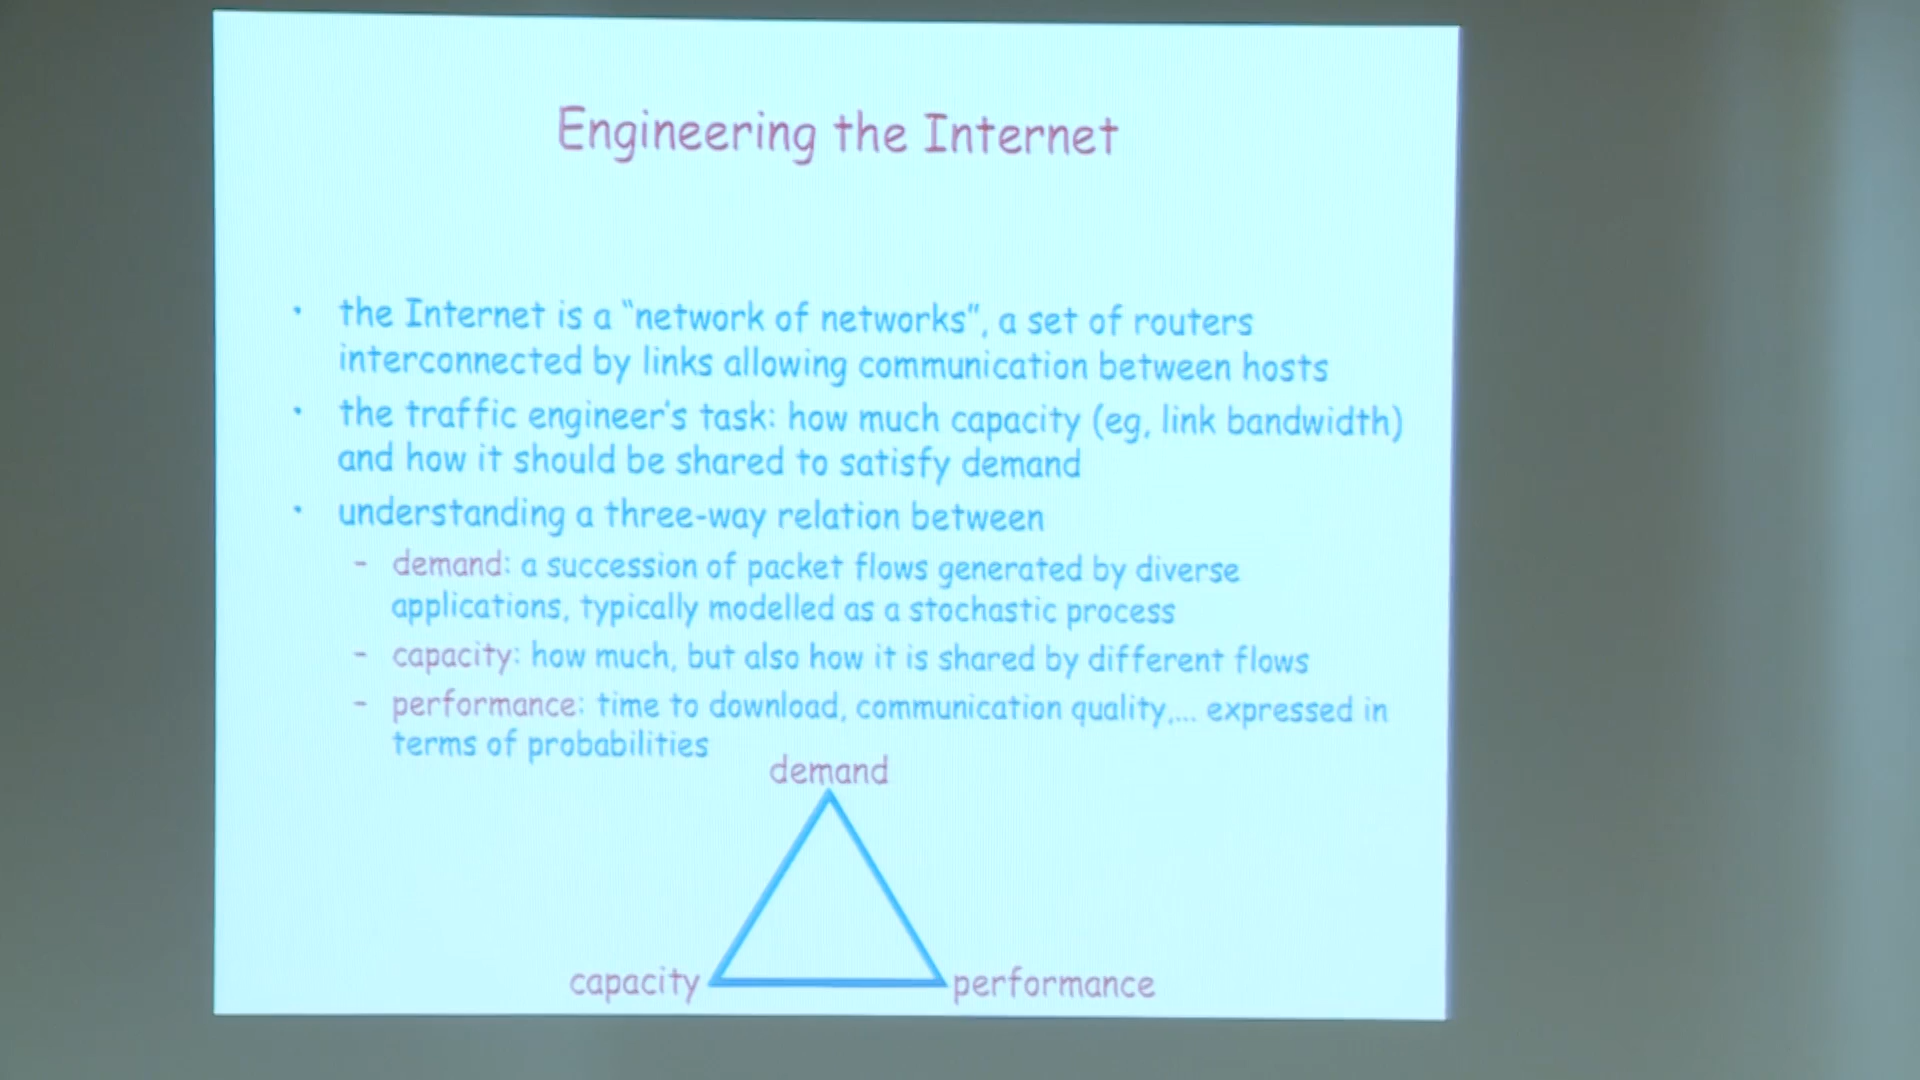 Engineering the Internet
• the Internet is a “network of networks”, a set of routers
interconnected by links allowing communication between hosts
• the traffic engineer's task: how much capacity (eg, link bandwidth)
and how it should be shared to satisfy demand
• understanding a three-way relation between
- demand: a succession of packet flows generated by diverse
applications, typically modelled as a stochastic process
- capacity: how much, but also how it is shared by different flows
- performance: time to download, communication quality,... expressed in
terms of probabilities
demand
capacity
performance